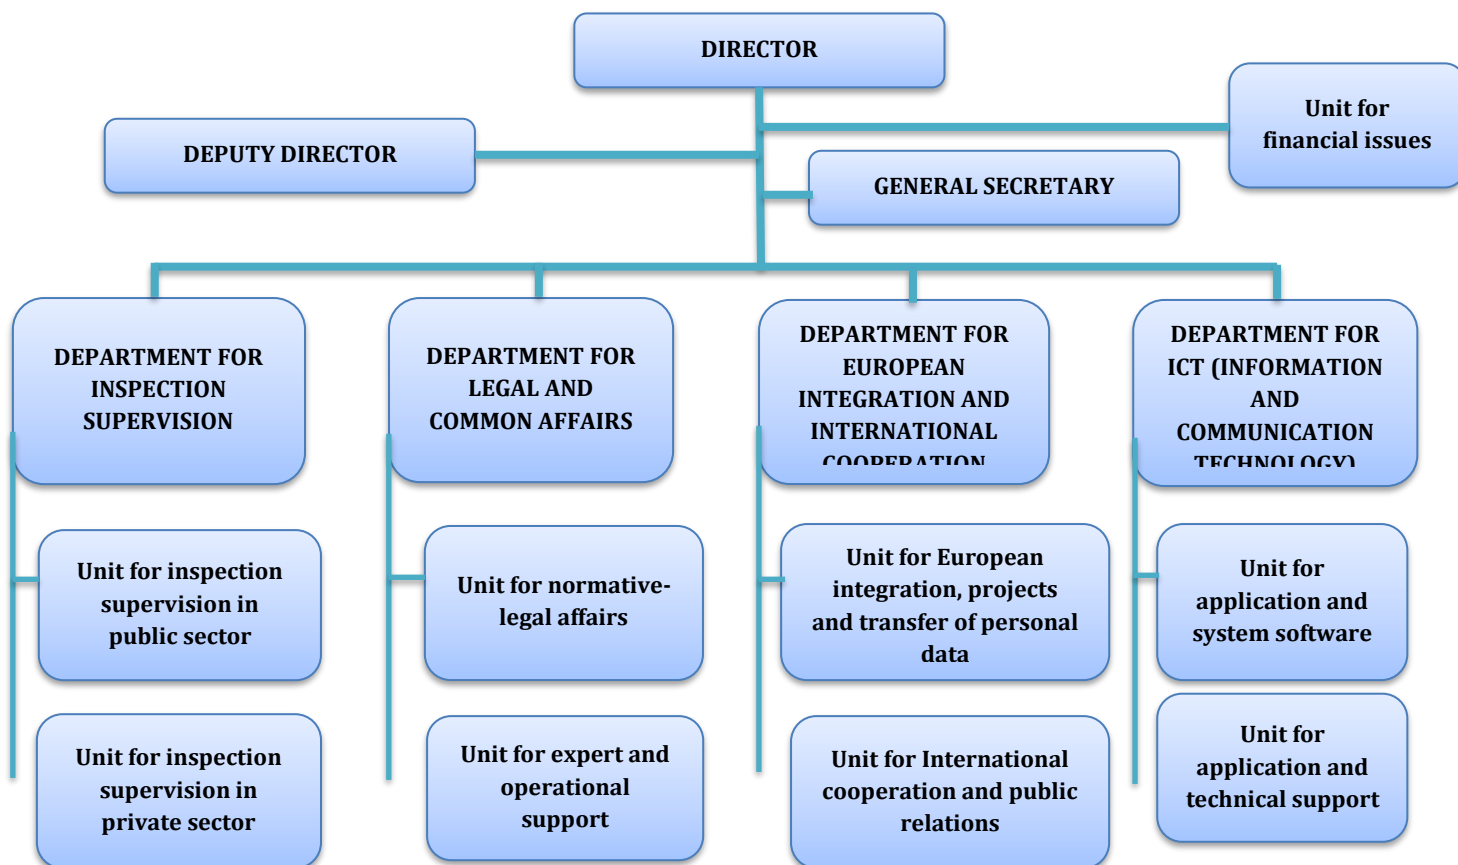 DIRECTOR
Unit for
financial issues
DEPUTY DIRECTOR
GENERAL SECRETARY
DEPARTMENT FOR
INSPECTION
SUPERVISION
DEPARTMENT FOR
LEGAL AND
COMMON AFFAIRS
DEPARTMENT FOR
EUROPEAN
INTEGRATION AND
INTERNATIONAL
COOPERATION
DEPARTMENT FOR
ICT (INFORMATION
AND
COMMUNICATION
TECHNOLOGY)
Unit for inspection
supervision in
public sector
Unit for normative-
legal affairs
Unit for European
integration, projects
and transfer of personal
data
Unit for
application and
system software
Unit for inspection
supervision in
private sector
Unit for expert and
operational
support
Unit for International
cooperation and public
relations
Unit for
application and
technical support